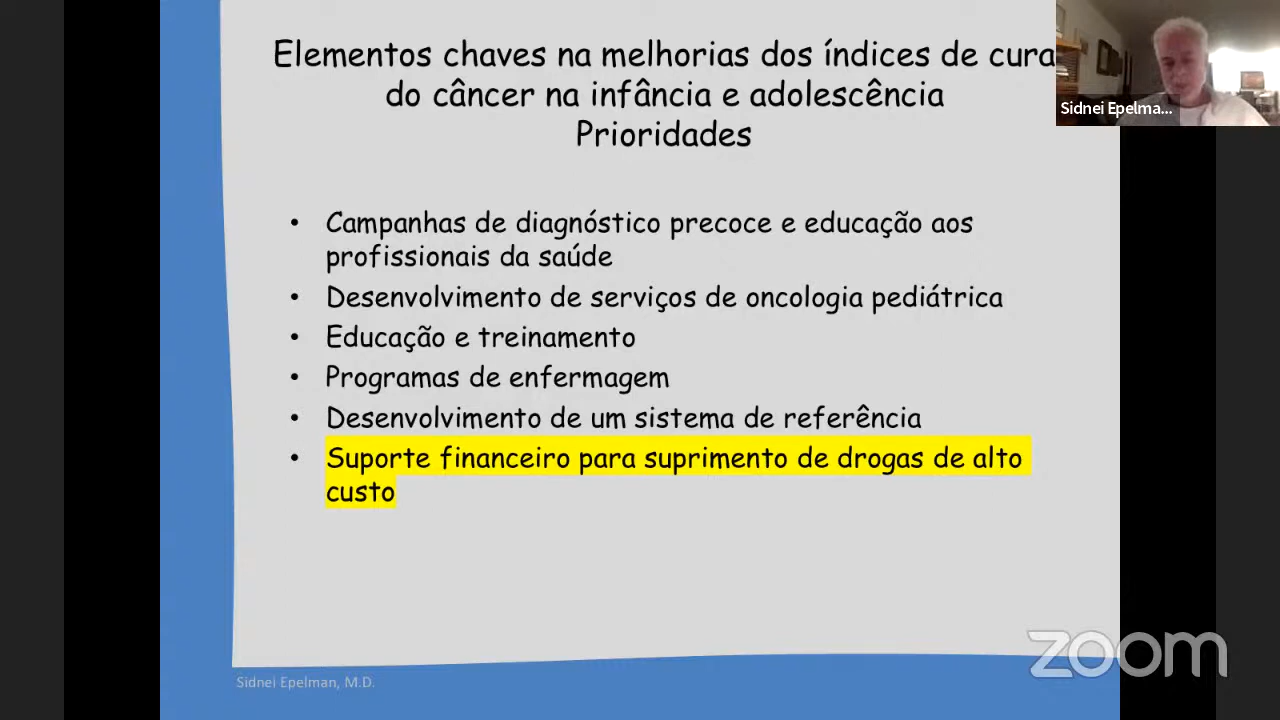 Elementos chaves na melhorias dos índices de cura
do câncer na infância e adolescência
Prioridades
Sidnei Epelma...
• Campanhas de diagnóstico precoce e educação aos
profissionais da saúde
• Desenvolvimento de serviços de oncologia pediátrica
• Educação e treinamento
• Programas de enfermagem
• Desenvolvimento de um sistema de referência
• Suporte financeiro para suprimento de drogas de alto
custo
zoom
Sidnei Epelman, M.D.